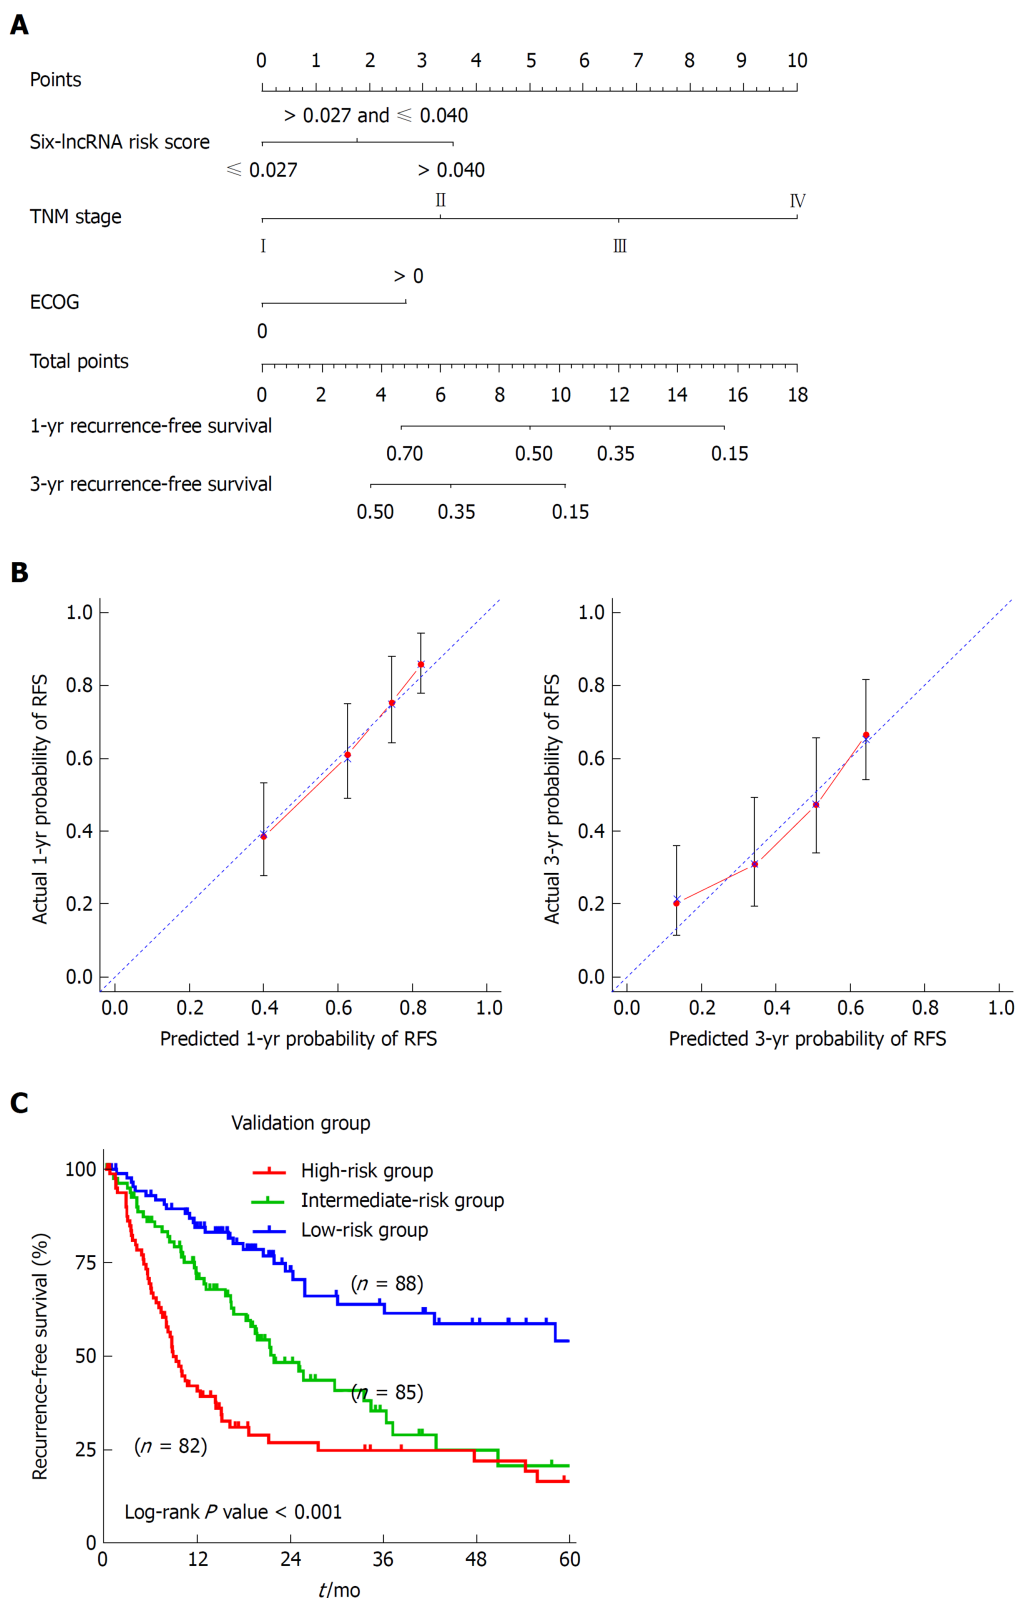 A
0 1 2 3 4 5 6 7 8 9 10
Points
> 0.027 and ≤ 0.040
Six-lncRNA risk score
≤ 0.027 > 0.040
II IV
TNM stage
I III
> 0
ECOG
0
Total points
0 2 4 6 8 10 12 14 16 18
1-yr recurrence-free survival
0.70 0.50 0.35 0.15
3-yr recurrence-free survival
0.50 0.35 0.15
B
1.0
0.8
0.6
0.4
0.2
0.0
Actual 1-yr probability of RFS
0.0 0.2 0.4 0.6 0.8 1.0
Predicted 1-yr probability of RFS
1.0
0.8
0.6
0.4
0.2
0.0
Actual 3-yr probability of RFS
0.0 0.2 0.4 0.6 0.8 1.0
Predicted 3-yr probability of RFS
C
Validation group
High-risk group
Intermediate-risk group
Low-risk group
100
75
50
25
0
Recurrence-free survival (%)
(n = 88)
(n = 85)
(n = 82)
Log-rank P value < 0.001
0 12 24 36 48 60
t/mo